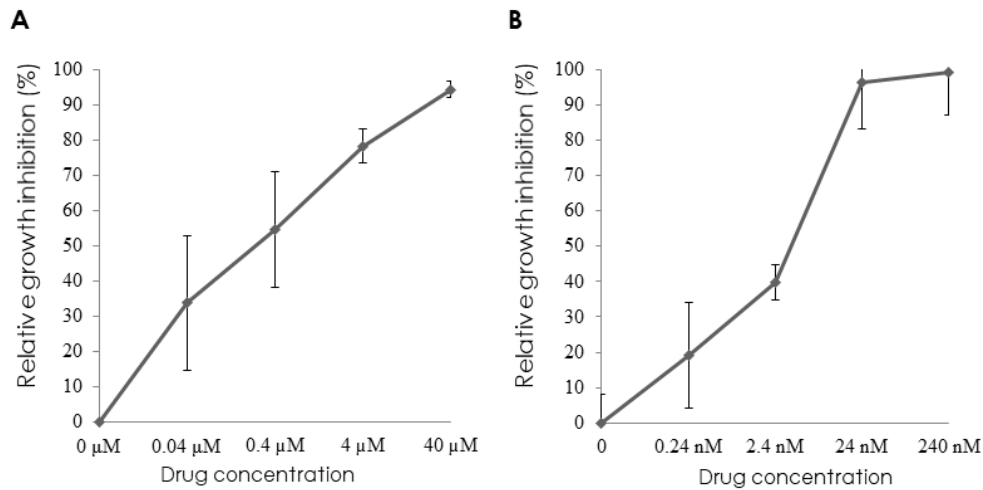 A
Relative growth inhibition (%)
100
90
80
70
60
50
40
30
20
10
0
0 µM 0.04 µM 0.4 µM 4 µM 40 µM
Drug concentration
B
Relative growth inhibition (%)
100
90
80
70
60
50
40
30
20
10
0
0 0.24 nM 2.4 nM 24 nM 240 nM
Drug concentration